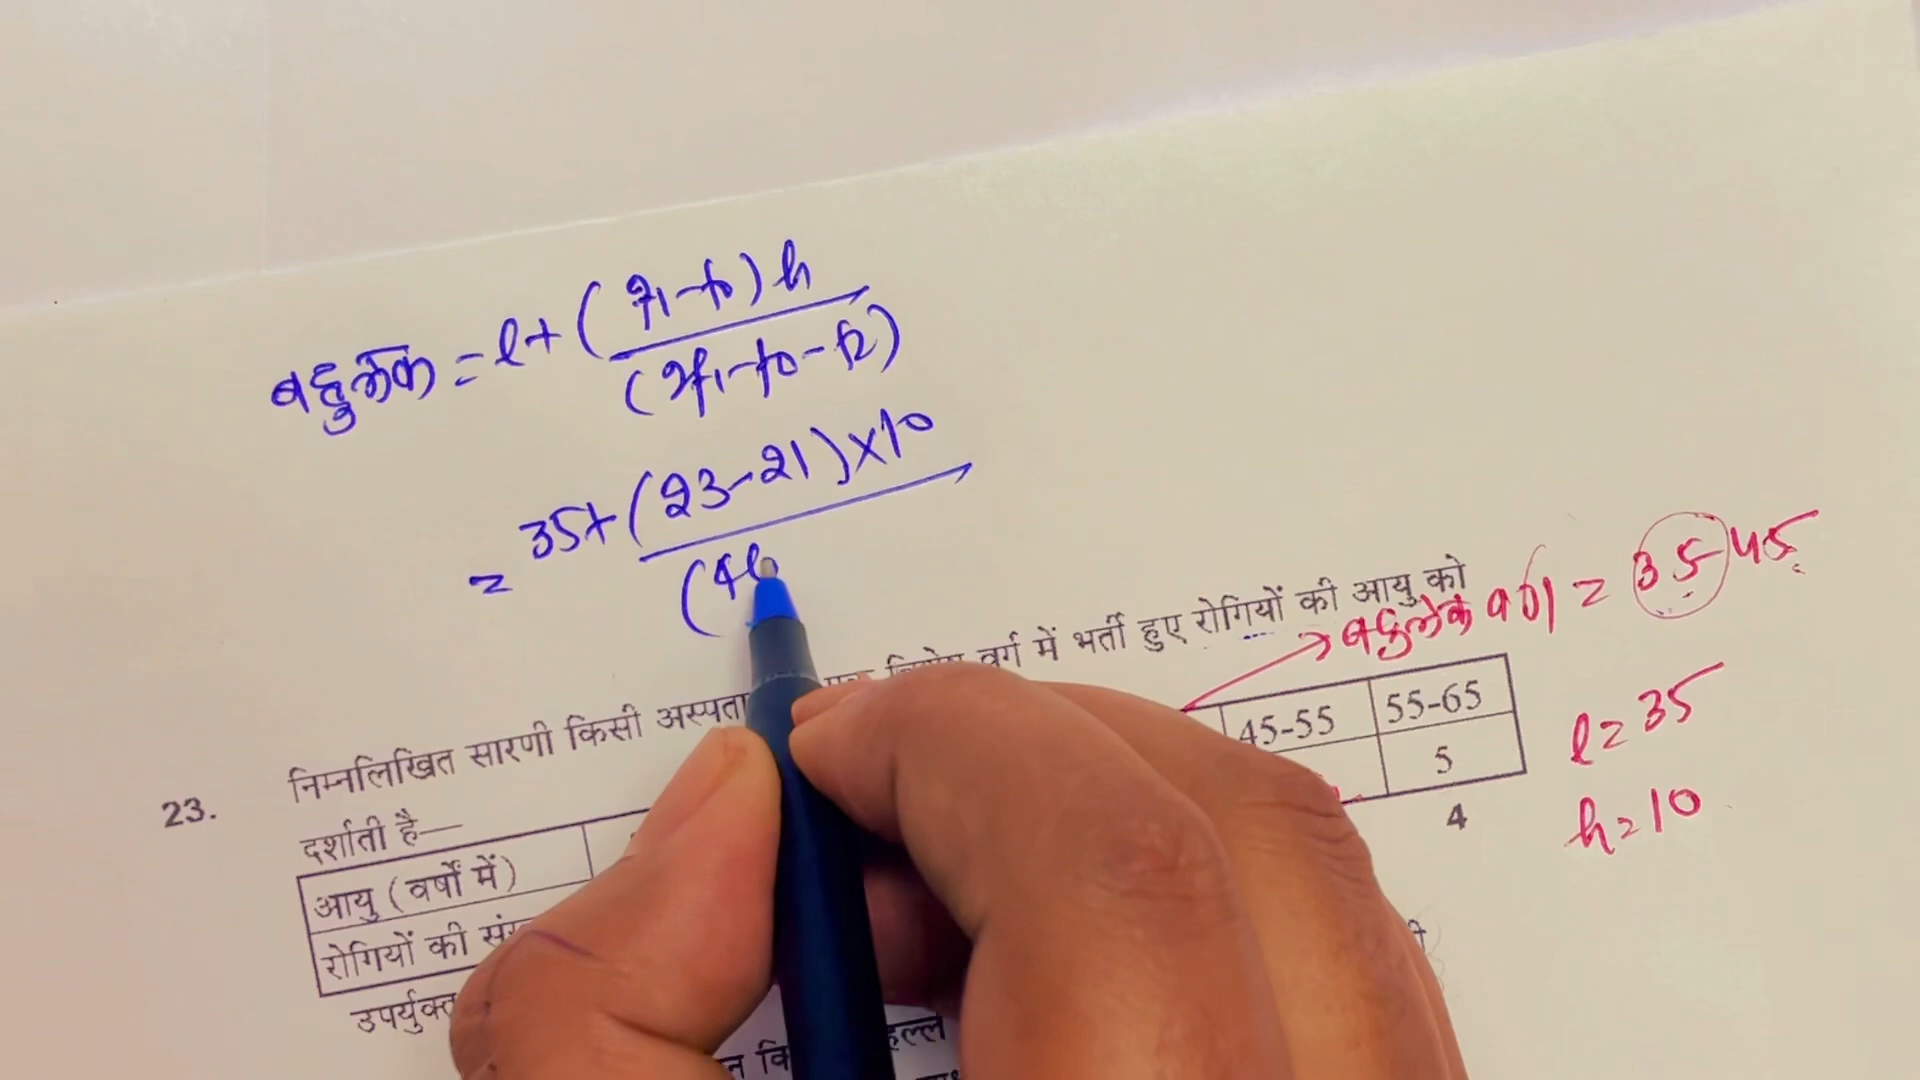 बहुलक = l + (f1-f0) h
(2f1-f0-f2)
= 35 + (23-21) × 10
(46
बहुलक वर्ग = 35-45
23. निम्नलिखित सारणी किसी अस्पता वर्ग में भर्ती हुए रोगियों की आयु को
दर्शाती है—
आयु (वर्षों में) 45-55 55-65
रोगियों की 5
4
l = 35
h = 10
उपर्युक्त